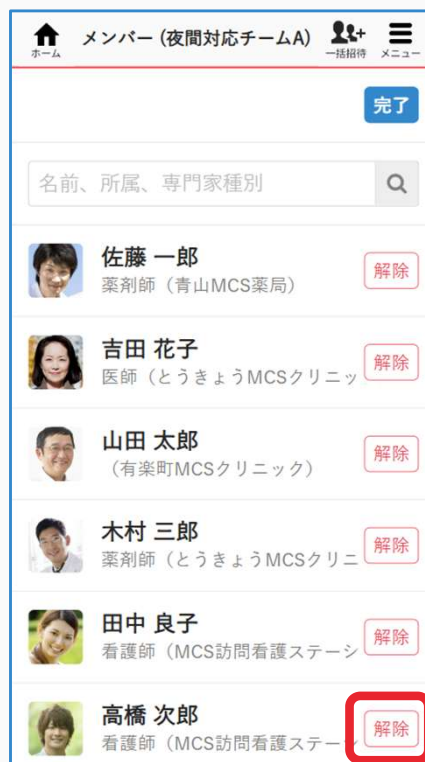 メンバー (夜間対応チームA)
ホーム
一括招待
メニュー
完了
名前、所属、専門家種別
佐藤 一郎
薬剤師（青山MCS薬局）
解除
吉田 花子
医師（とうきょうMCSクリニッ
解除
山田 太郎
（有楽町MCSクリニック）
解除
木村 三郎
薬剤師（とうきょうMCSクリニ
解除
田中 良子
看護師（MCS訪問看護ステーシ
解除
高橋 次郎
看護師（MCS訪問看護ステーシ
解除